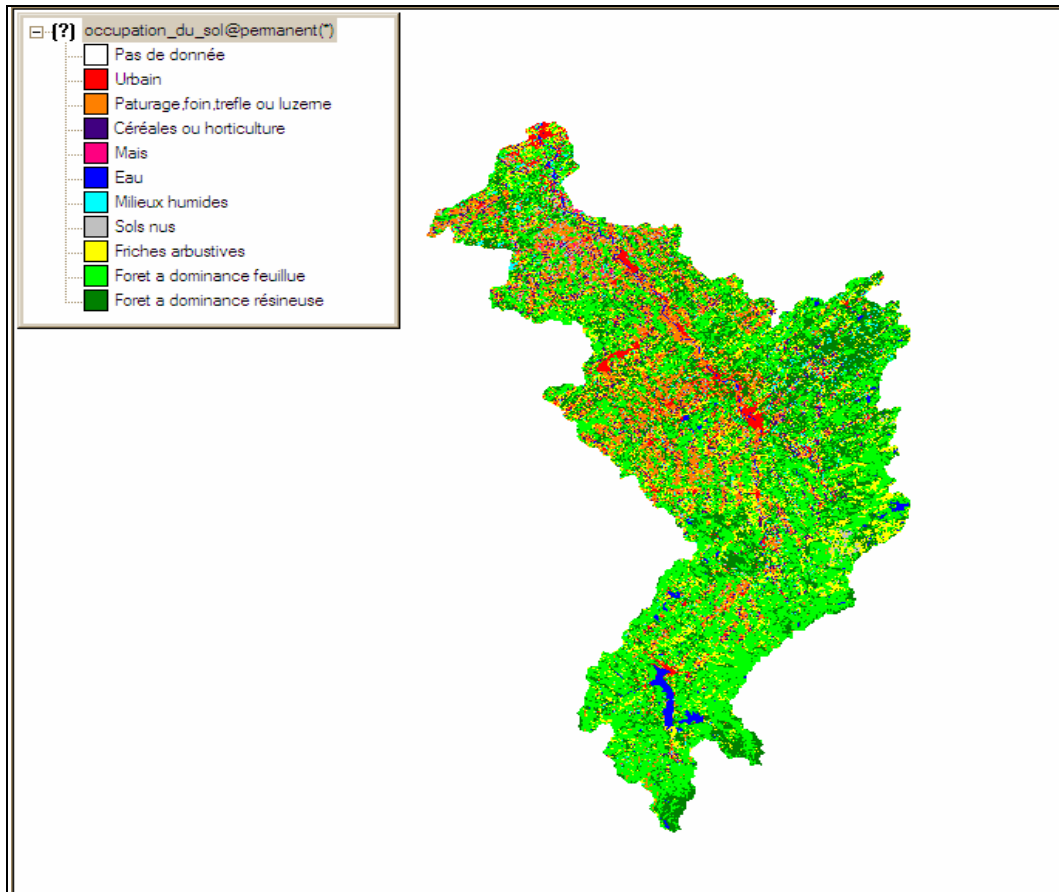 occupation_du_sol@permanent(*)
Pas de donnée
Urbain
Paturage,foin,trefle ou luzerne
Céréales ou horticulture
Mais
Eau
Milieux humides
Sols nus
Friches arbustives
Foret a dominance feuillue
Foret a dominance résineuse